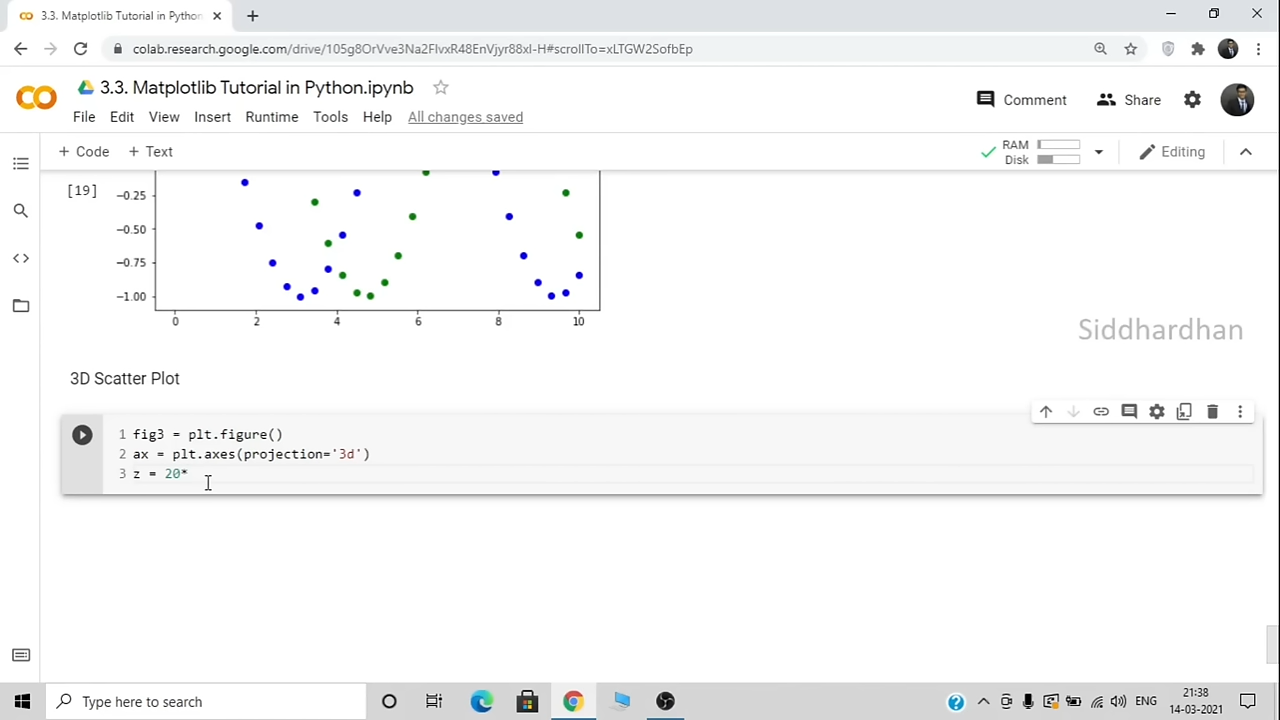 3.3. Matplotlib Tutorial in Python
colab.research.google.com/drive/105g8OrVve3Na2FlvxR48EnVjyr88xI-H#scrollTo=xLTGW2SofbEp
3.3. Matplotlib Tutorial in Python.ipynb
Comment
Share
File Edit View Insert Runtime Tools Help All changes saved
+ Code + Text
RAM
Disk
Editing
[19]
−0.25
−0.50
−0.75
−1.00
0 2 4 6 8 10
Siddhardhan
3D Scatter Plot
1 fig3 = plt.figure()
2 ax = plt.axes(projection='3d')
3 z = 20*
Type here to search
ENG
21:38
14-03-2021